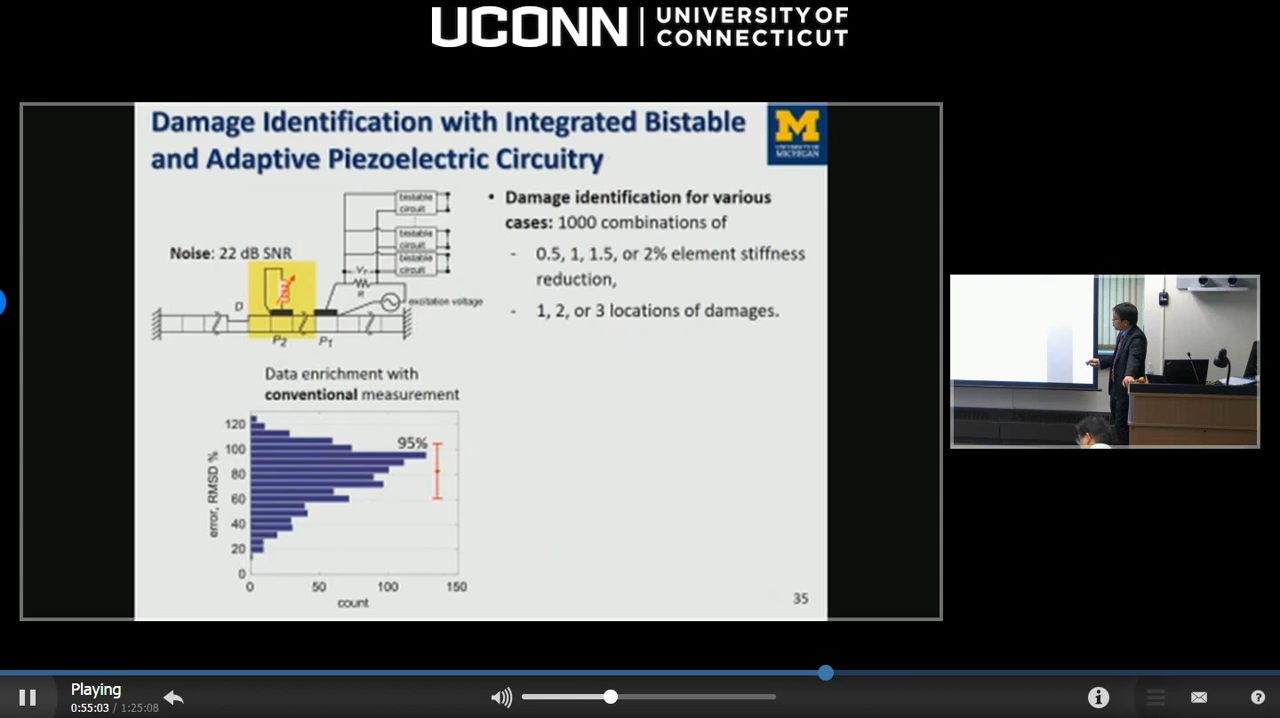 UCONN
UNIVERSITY OF
CONNECTICUT
Damage Identification with Integrated Bistable
and Adaptive Piezoelectric Circuitry
M
UNIVERSITY OF
MICHIGAN
bistable
circuit
bistable
circuit
bistable
circuit
Noise: 22 dB SNR
R
excitation voltage
D
P2
P1
• Damage identification for various
cases: 1000 combinations of
- 0.5, 1, 1.5, or 2% element stiffness
reduction,
- 1, 2, or 3 locations of damages.
Data enrichment with
conventional measurement
120
100
80
60
40
20
0
error, RMSD %
95%
0 50 100 150
count
35
Playing
0:55:03 / 1:25:08